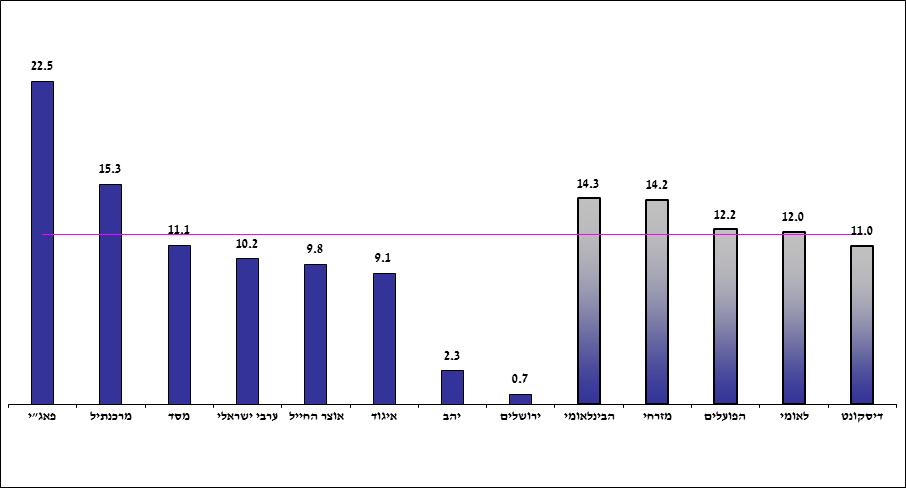 22.5
15.3
11.1
10.2
9.8
9.1
2.3
0.7
14.3
14.2
12.2
12.0
11.0
פאג״י
מרכנתיל
מסד
ערבי ישראלי
אוצר החייל
איגוד
יהב
ירושלים
הבינלאומי
מזרחי
הפועלים
לאומי
דיסקונט